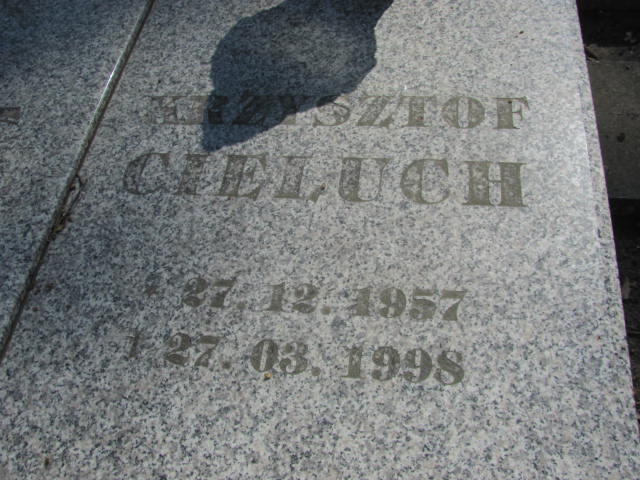 KRZYSZTOF
CIELUCH
* 27. 12. 1957
† 27. 03. 1998